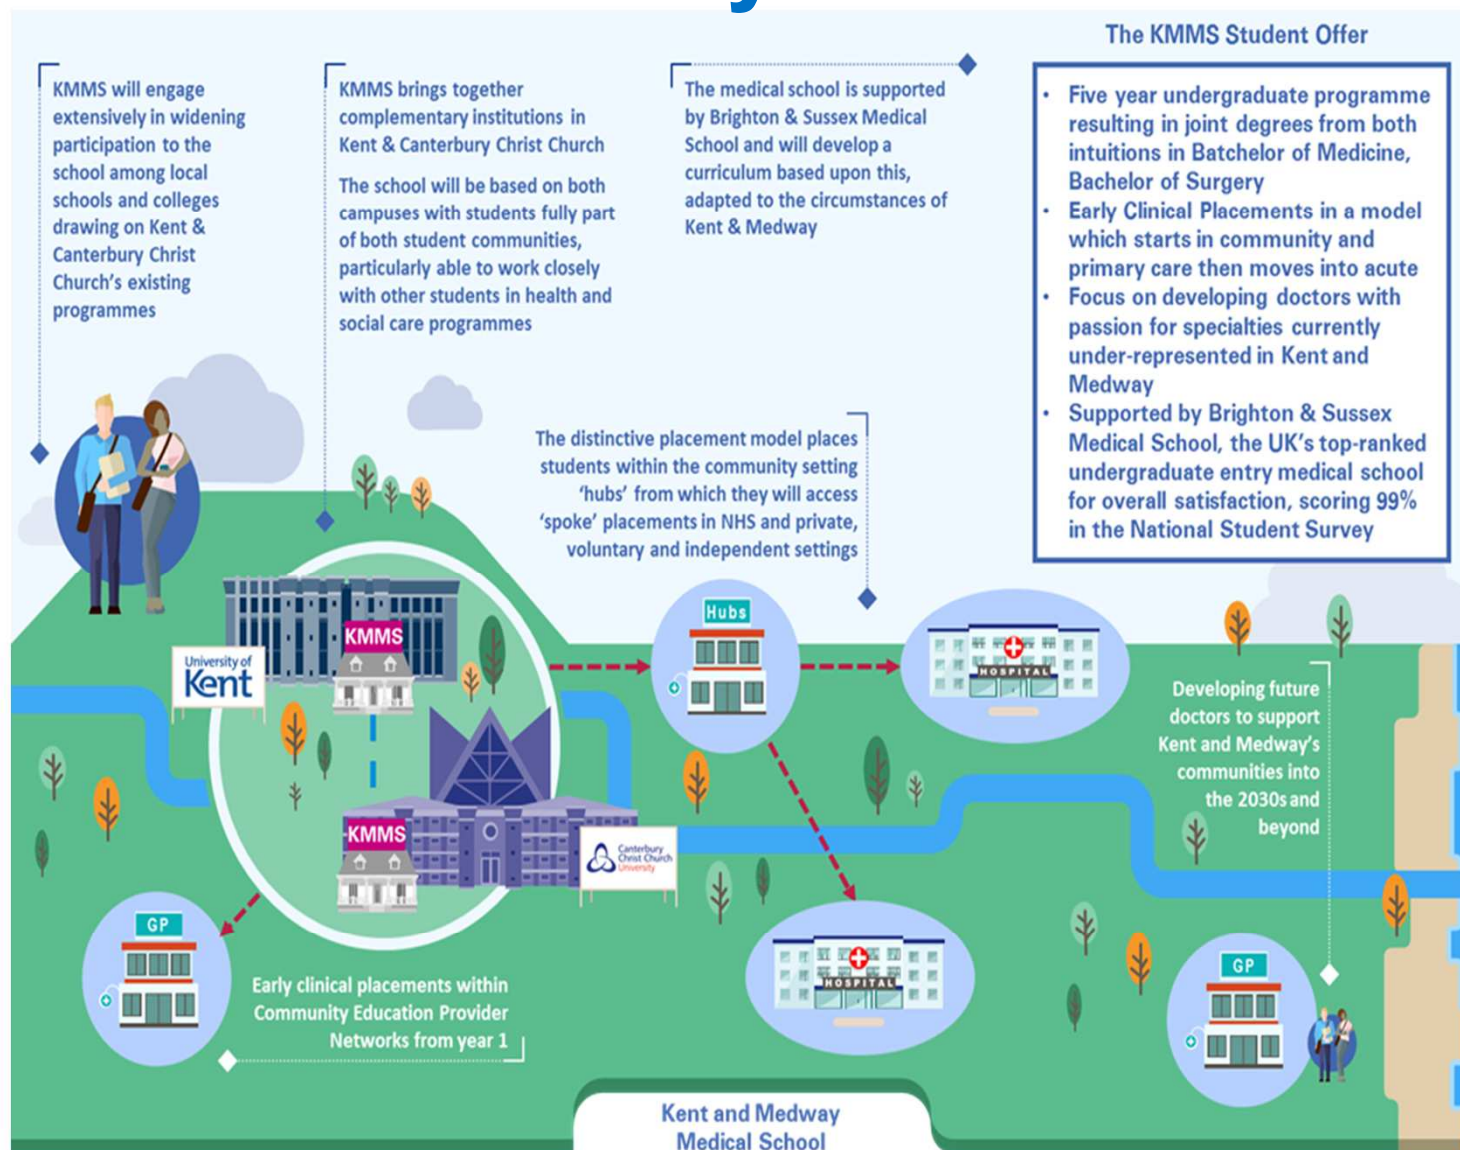 KMMS will engage
extensively in widening
participation to the
school among local
schools and colleges
drawing on Kent &
Canterbury Christ
Church's existing
programmes
KMMS brings together
complementary institutions in
Kent & Canterbury Christ Church
The school will be based on both
campuses with students fully part
of both student communities,
particularly able to work closely
with other students in health and
social care programmes
The medical school is supported
by Brighton & Sussex Medical
School and will develop a
curriculum based upon this,
adapted to the circumstances of
Kent & Medway
The KMMS Student Offer
• Five year undergraduate programme
resulting in joint degrees from both
intuitions in Batchelor of Medicine,
Bachelor of Surgery
• Early Clinical Placements in a model
which starts in community and
primary care then moves into acute
• Focus on developing doctors with
passion for specialties currently
under-represented in Kent and
Medway
• Supported by Brighton & Sussex
Medical School, the UK's top-ranked
undergraduate entry medical school
for overall satisfaction, scoring 99%
in the National Student Survey
The distinctive placement model places
students within the community setting
'hubs' from which they will access
'spoke' placements in NHS and private,
voluntary and independent settings
Hubs
KMMS
University of
Kent
HOSPITAL
Developing future
doctors to support
Kent and Medway's
communities into
the 2030s and
beyond
KMMS
Canterbury
Christ Church
University
GP
HOSPITAL
GP
Early clinical placements within
Community Education Provider
Networks from year 1
Kent and Medway
Medical School